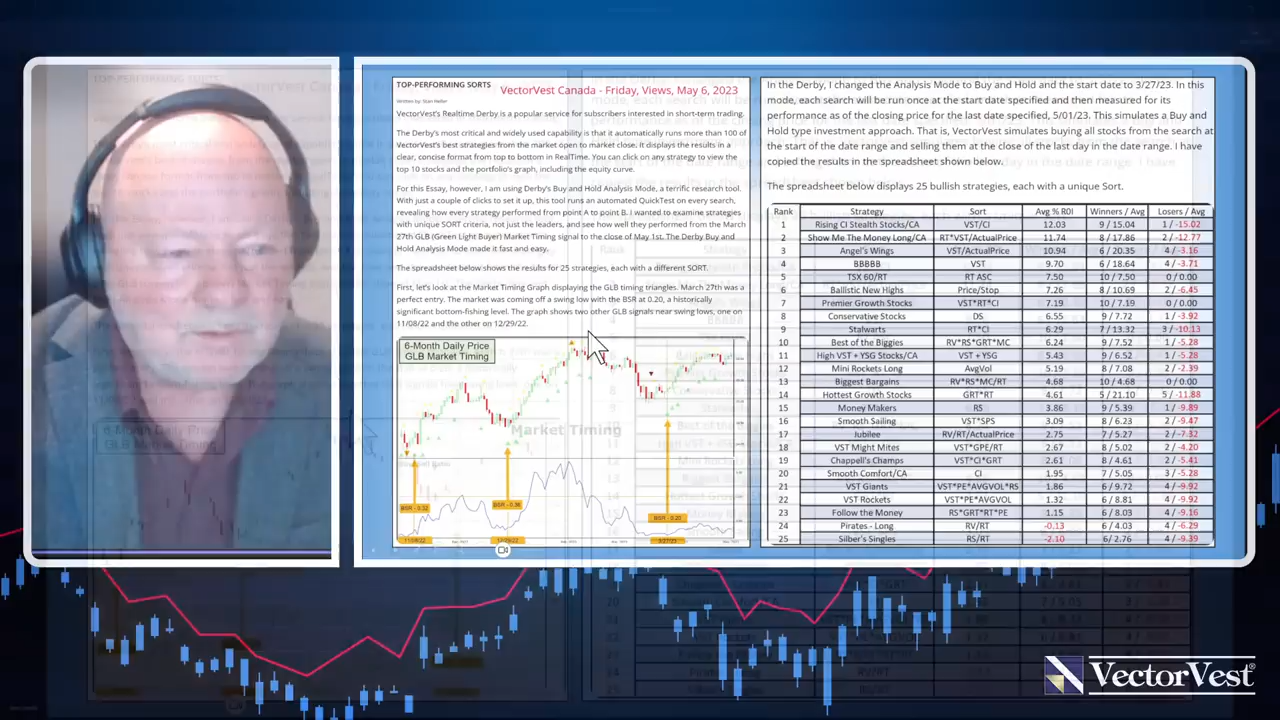 TOP-PERFORMING SORTS
VectorVest Canada - Friday, Views, May 6, 2023
Written by: Stan Heller
VectorVest's Realtime Derby is a popular service for subscribers interested in short-term trading.
The Derby's most critical and widely used capability is that it automatically runs more than 100 of
VectorVest's best strategies from the market open to market close. It displays the results in a
clear, concise format from top to bottom in RealTime. You can click on any strategy to view the
top 10 stocks and the portfolio's graph, including the equity curve.
For this Essay, however, I am using Derby's Buy and Hold Analysis Mode, a terrific research tool.
With just a couple of clicks to set it up, this tool runs an automated QuickTest on every search,
revealing how every strategy performed from point A to point B. I wanted to examine strategies
with unique SORT criteria, not just the leaders, and see how they performed from the March
27th GLB (Green Light Buyer) Market Timing signal to the close of May 1st. The Derby Buy and
Hold Analysis Mode made it fast and easy.
The spreadsheet below shows the results for 25 strategies, each with a different SORT.
First, let's look at the Market Timing Graph displaying the GLB timing triangles. March 27th was a
perfect entry. The market was coming off a swing low with the BSR at 0.20, a historically
significant bottom-fishing level. The graph shows two other GLB signals near swing lows, one on
11/08/22 and the other on 12/29/22.
6-Month Daily Price
GLB Market Timing
Market Timing
BSR - 0.32
BSR - 0.36
BSR - 0.20
11/08/22
12/29/22
3/27/23
In the Derby, I changed the Analysis Mode to Buy and Hold and the start date to 3/27/23. In this
mode, each search will be run once at the start date specified and then measured for its
performance as of the closing price for the last date specified, 5/01/23. This simulates a Buy and
Hold type investment approach. That is, VectorVest simulates buying all stocks from the search at
the start of the date range and selling them at the close of the last day in the date range. I have
copied the results in the spreadsheet shown below.
The spreadsheet below displays 25 bullish strategies, each with a unique Sort.
Rank Strategy Sort Avg % ROI Winners / Avg Losers / Avg
1 Rising CI Stealth Stocks/CA VST/CI 12.03 9 / 15.04 1 / -15.02
2 Show Me The Money Long/CA RT*VST/ActualPrice 11.74 8 / 17.86 2 / -12.77
3 Angel's Wings VST/ActualPrice 10.94 6 / 20.35 4 / -3.16
4 BBBBB VST 9.70 6 / 18.64 4 / -3.71
5 TSX 60/RT RT ASC 7.50 10 / 7.50 0 / 0.00
6 Ballistic New Highs Price/Stop 7.26 8 / 10.69 2 / -6.45
7 Premier Growth Stocks VST*RT*CI 7.19 10 / 7.19 0 / 0.00
8 Conservative Stocks DS 6.55 9 / 7.72 1 / -3.92
9 Stalwarts RT*CI 6.29 7 / 13.32 3 / -10.13
10 Best of the Biggies RV*RS*GRT*MC 6.24 9 / 7.52 1 / -5.28
11 High VST + YSG Stocks/CA VST + YSG 5.43 9 / 6.52 1 / -5.28
12 Mini Rockets Long AvgVol 5.19 8 / 7.08 2 / -2.39
13 Biggest Bargains RV*RS*MC/RT 4.68 10 / 4.68 0 / 0.00
14 Hottest Growth Stocks GRT*RT 4.61 5 / 21.10 5 / -11.88
15 Money Makers RS 3.86 9 / 5.39 1 / -9.89
16 Smooth Sailing VST*SPS 3.09 8 / 6.23 2 / -9.47
17 Jubilee RV/RT/ActualPrice 2.75 7 / 5.27 2 / -7.32
18 VST Might Mites VST*GPE/RT 2.67 8 / 5.02 2 / -4.20
19 Chappell's Champs VST*CI*GRT 2.61 8 / 4.61 2 / -5.41
20 Smooth Comfort/CA CI 1.95 7 / 5.05 3 / -5.28
21 VST Giants VST*PE*AVGVOL*RS 1.86 6 / 9.72 4 / -9.92
22 VST Rockets VST*PE*AVGVOL 1.32 6 / 8.81 4 / -9.92
23 Follow the Money RS*GRT*RT*PE 1.15 6 / 8.03 4 / -9.16
24 Pirates - Long RV/RT -0.13 6 / 4.03 4 / -6.29
25 Silber's Singles RS/RT -2.10 6 / 2.76 4 / -9.39
VectorVest®